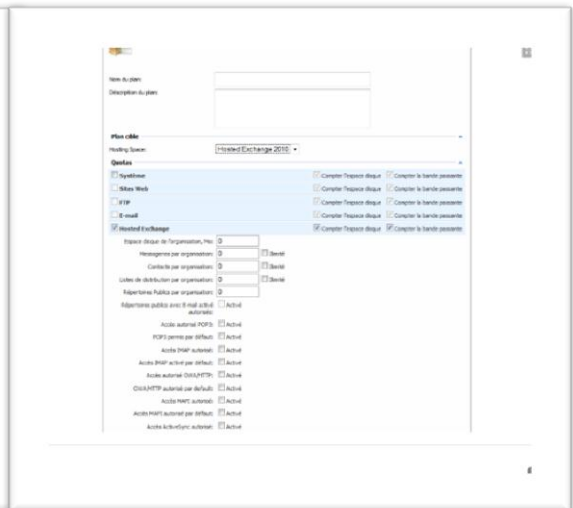 Nom du plan:
Description du plan:
Plan cible
Hosting Space: Hosted Exchange 2010
Quotas
Système Compter l'espace disque Compter la bande passante
Sites Web Compter l'espace disque Compter la bande passante
FTP Compter l'espace disque Compter la bande passante
E-mail Compter l'espace disque Compter la bande passante
Hosted Exchange Compter l'espace disque Compter la bande passante
Espace disque de l'organisation, Mo: 0
Messageries par organisation: 0 Illimité
Contacts par organisation: 0 Illimité
Listes de distribution par organisation: 0 Illimité
Répertoires Publics par organisation: 0
Répertoires publics avec E-mail activé autorisés: Activé
Accès autorisé POP3: Activé
POP3 permis par défaut: Activé
Accès IMAP autorisé: Activé
Accès IMAP activé par défaut: Activé
Accès autorisé OWA/HTTP: Activé
OWA/HTTP autorisé par défaut: Activé
Accès MAPI autorisé: Activé
Accès MAPI autorisé par défaut: Activé
Accès ActiveSync autorisé: Activé